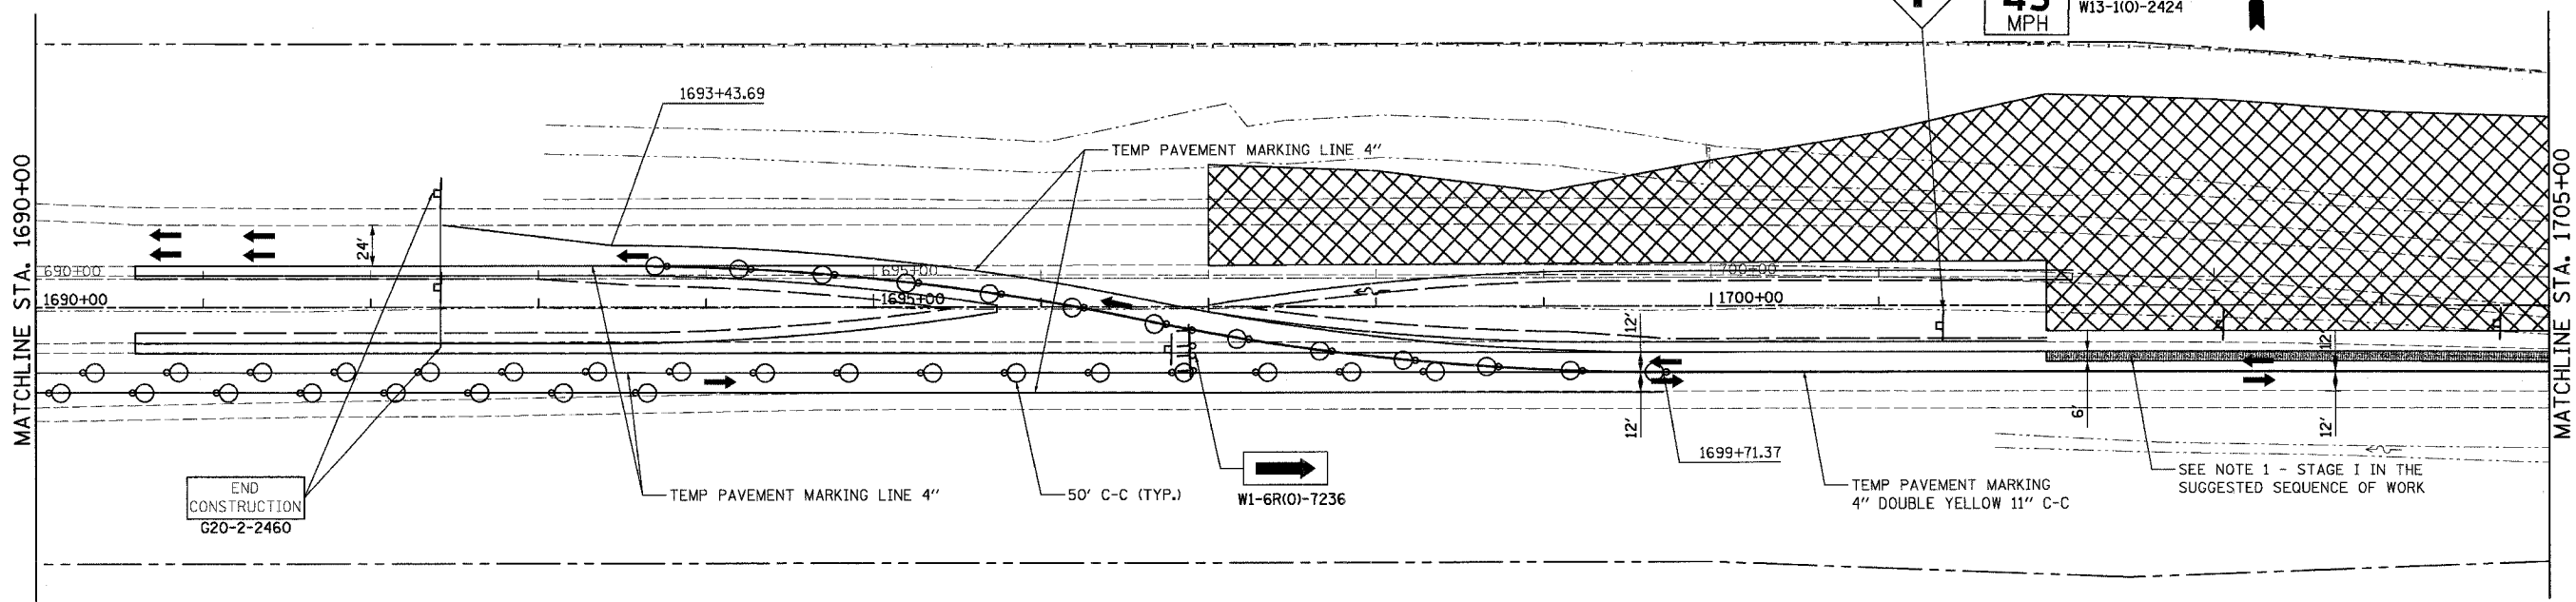 45
MPH
W13-1(O)-2424
1693+43.69
TEMP PAVEMENT MARKING LINE 4"
MATCHLINE STA. 1690+00
MATCHLINE STA. 1705+00
24'
690+00
695+00
700+00
1690+00
1695+00
1700+00
12'
12'
12'
12'
6'
1699+71.37
END
CONSTRUCTION
G20-2-2460
TEMP PAVEMENT MARKING LINE 4"
50' C-C (TYP.)
W1-6R(O)-7236
TEMP PAVEMENT MARKING
4" DOUBLE YELLOW 11" C-C
SEE NOTE 1 - STAGE I IN THE
SUGGESTED SEQUENCE OF WORK